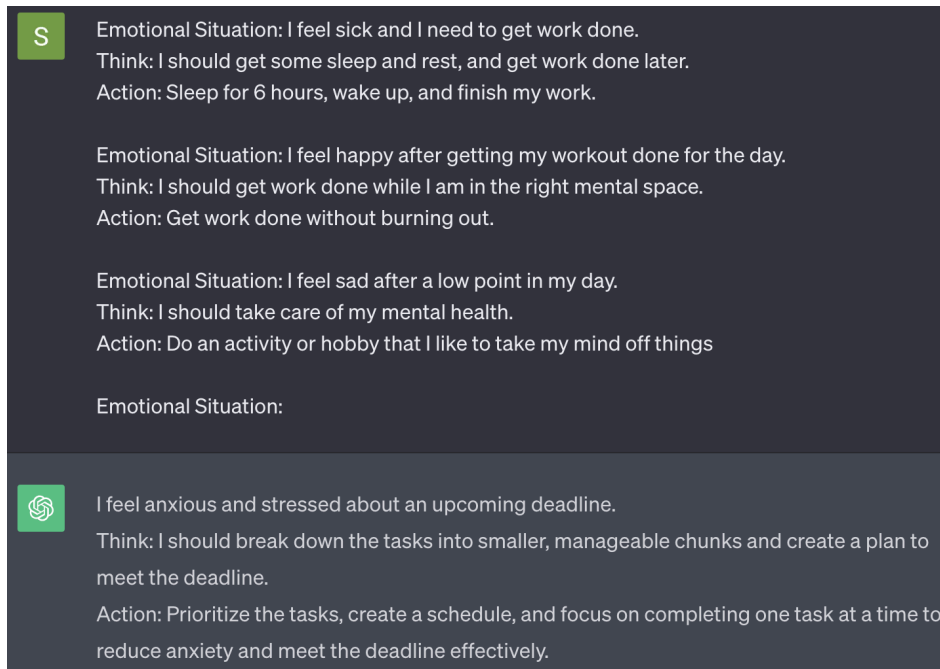 S
Emotional Situation: I feel sick and I need to get work done.
Think: I should get some sleep and rest, and get work done later.
Action: Sleep for 6 hours, wake up, and finish my work.
Emotional Situation: I feel happy after getting my workout done for the day.
Think: I should get work done while I am in the right mental space.
Action: Get work done without burning out.
Emotional Situation: I feel sad after a low point in my day.
Think: I should take care of my mental health.
Action: Do an activity or hobby that I like to take my mind off things
Emotional Situation:
I feel anxious and stressed about an upcoming deadline.
Think: I should break down the tasks into smaller, manageable chunks and create a plan to
meet the deadline.
Action: Prioritize the tasks, create a schedule, and focus on completing one task at a time to
reduce anxiety and meet the deadline effectively.